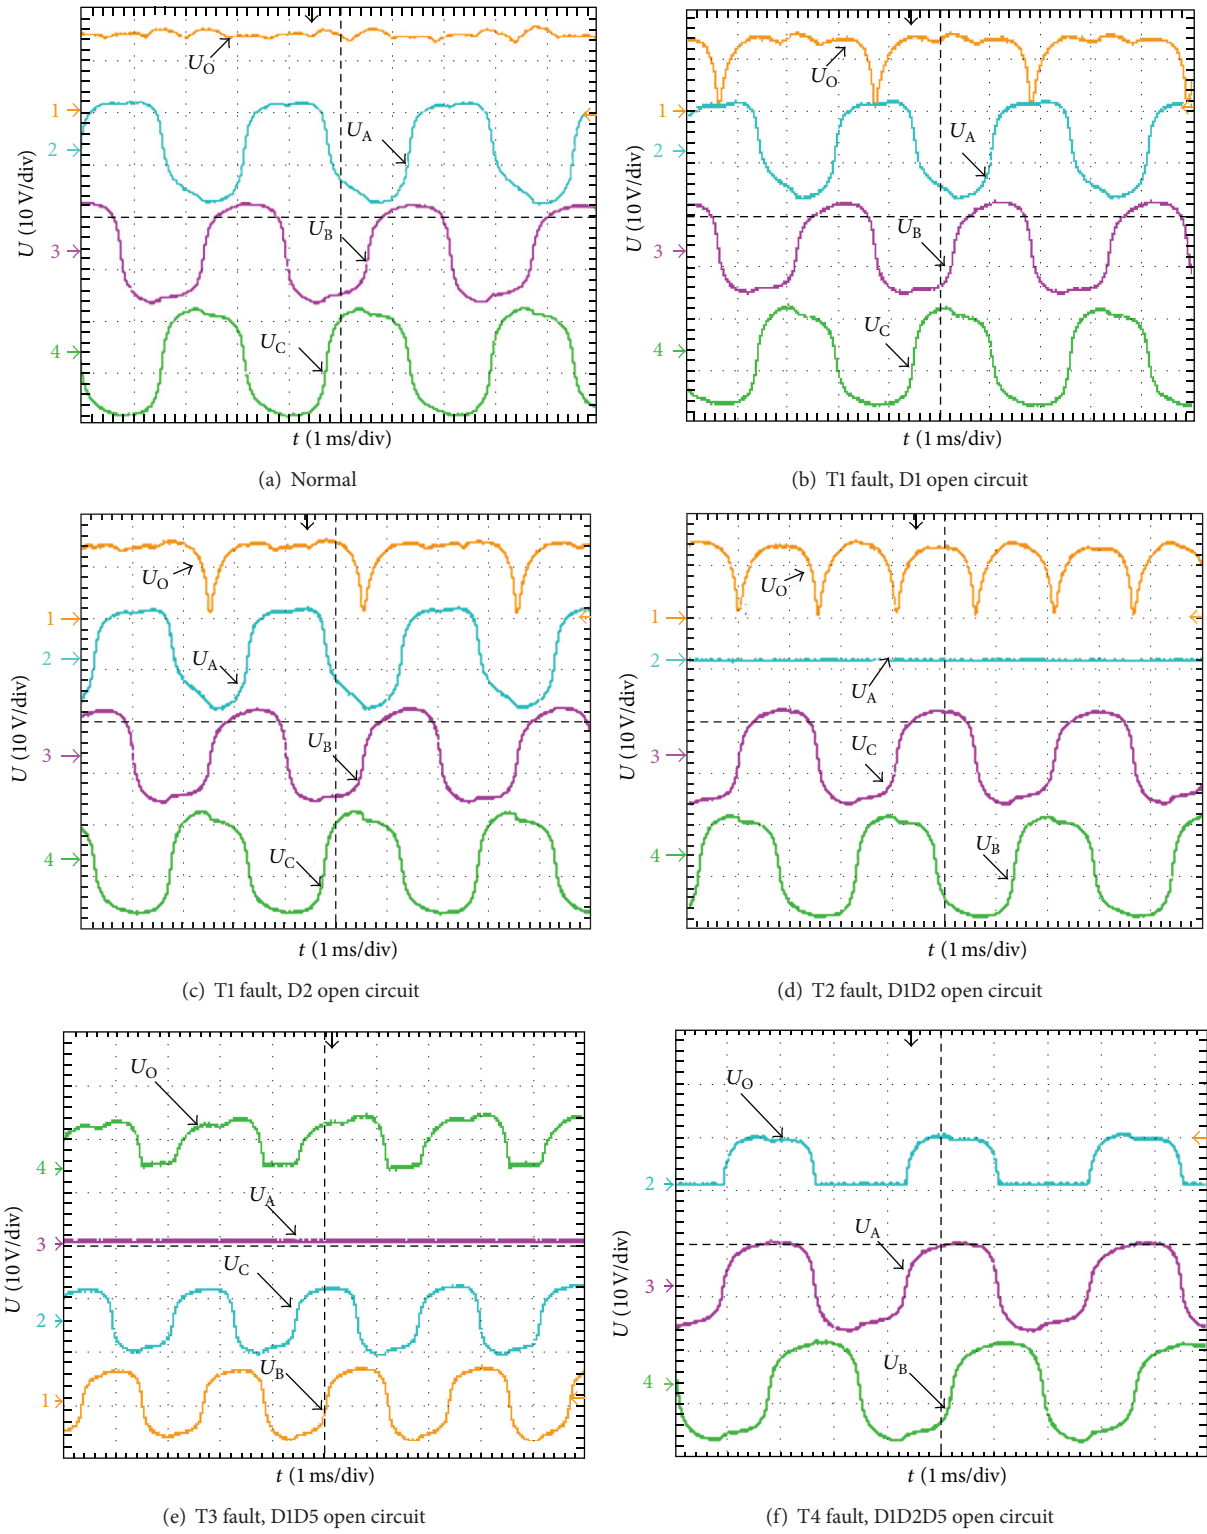 U_O
1
U_A
2
U_B
3
U_C
4
U (10 V/div)
t (1 ms/div)
(a) Normal
U_O
1
U_A
2
U_B
3
U_C
4
U (10 V/div)
t (1 ms/div)
(b) T1 fault, D1 open circuit
U_O
1
U_A
2
U_B
3
U_C
4
U (10 V/div)
t (1 ms/div)
(c) T1 fault, D2 open circuit
U_O
1
2
U_A
U_C
3
U_B
4
U (10 V/div)
t (1 ms/div)
(d) T2 fault, D1D2 open circuit
U_O
4
U_A
3
U_C
2
U_B
1
U (10 V/div)
t (1 ms/div)
(e) T3 fault, D1D5 open circuit
U_O
2
U_A
3
U_B
4
U (10 V/div)
t (1 ms/div)
(f) T4 fault, D1D2D5 open circuit